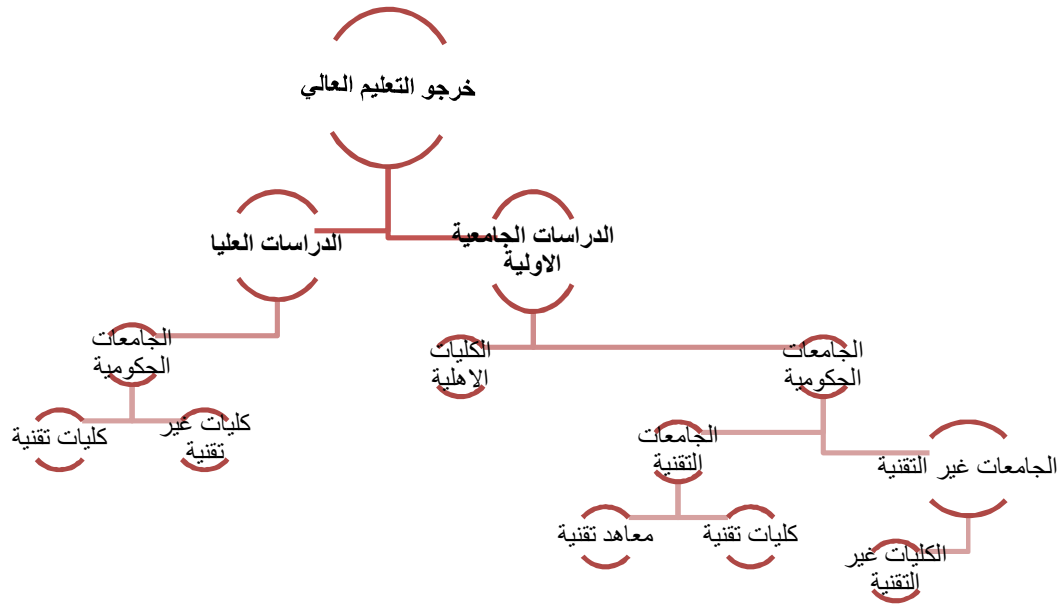 خرجو التعليم العالي
الدراسات الجامعية
الاولية
الدراسات العليا
الجامعات
الحكومية
الكليات
الاهلية
الجامعات
الحكومية
الجامعات غير التقنية
الجامعات
التقنية
كليات غير
تقنية
كليات تقنية
كليات تقنية
معاهد تقنية
الكليات غير
التقنية